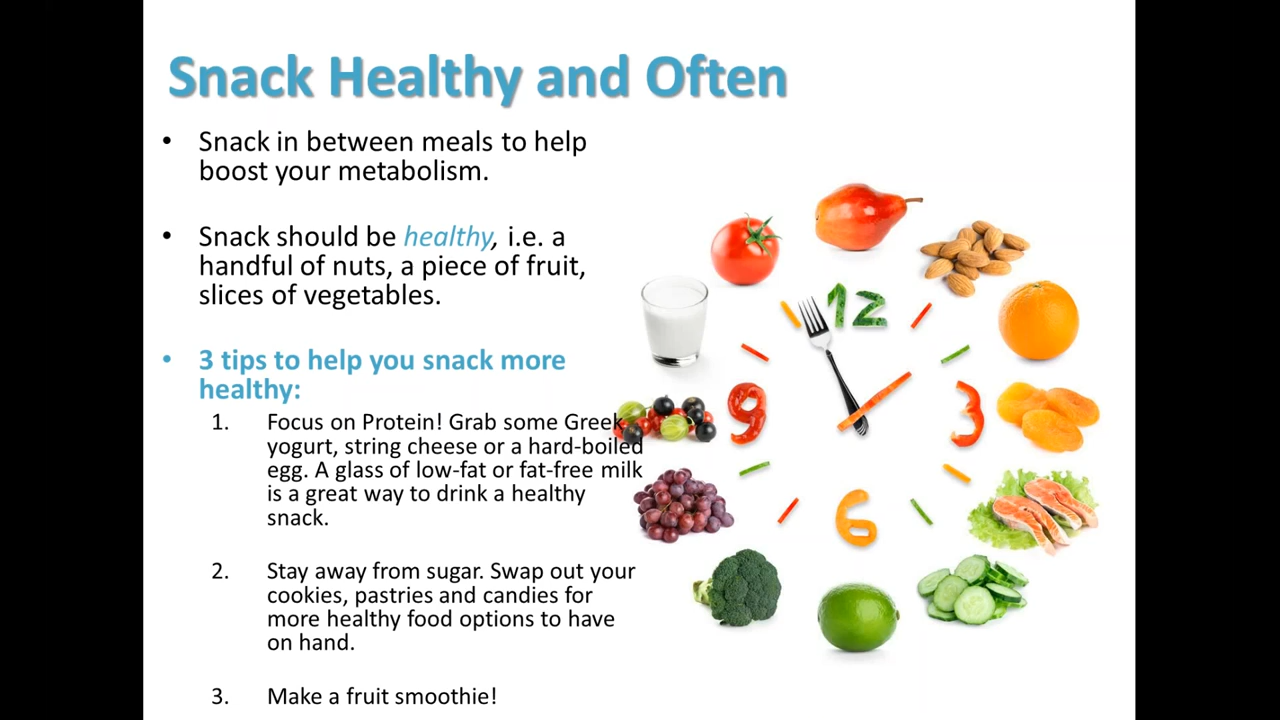 Snack Healthy and Often
• Snack in between meals to help
boost your metabolism.
• Snack should be healthy, i.e. a
handful of nuts, a piece of fruit,
slices of vegetables.
• 3 tips to help you snack more
healthy:
1. Focus on Protein! Grab some Greek
yogurt, string cheese or a hard-boiled
egg. A glass of low-fat or fat-free milk
is a great way to drink a healthy
snack.
2. Stay away from sugar. Swap out your
cookies, pastries and candies for
more healthy food options to have
on hand.
3. Make a fruit smoothie!
12
3
6
9